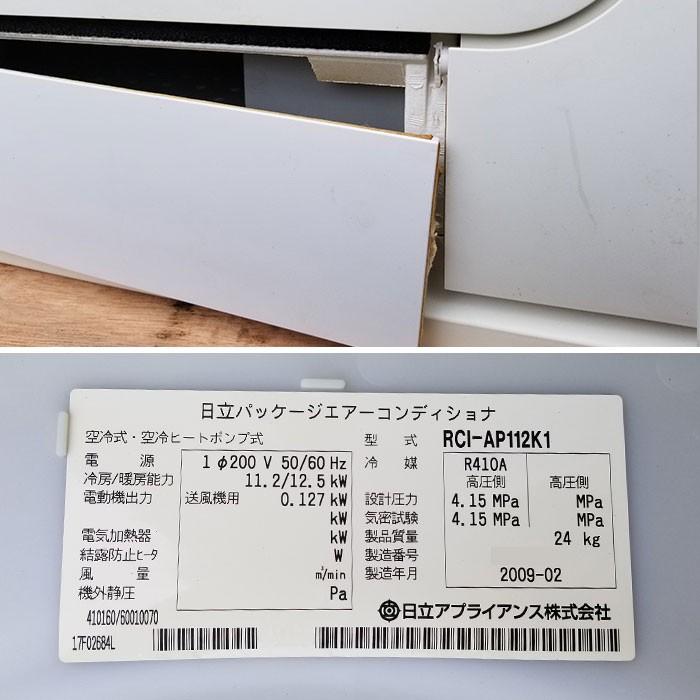 日立パッケージエアーコンディショナ
空冷式・空冷ヒートポンプ式
型式 RCI-AP112K1
電源 1φ200 V 50/60 Hz
冷房/暖房能力 11.2/12.5 kW
電動機出力 送風機用 0.127 kW
kW
電気加熱器 kW
結露防止ヒータ W
風量 m³/min
機外静圧 Pa
冷媒 R410A
高圧側 高圧側
設計圧力 4.15 MPa MPa
気密試験 4.15 MPa MPa
製品質量 24 kg
製造番号
製造年月 2009-02
410160/60010070
日立アプライアンス株式会社
17F02684L